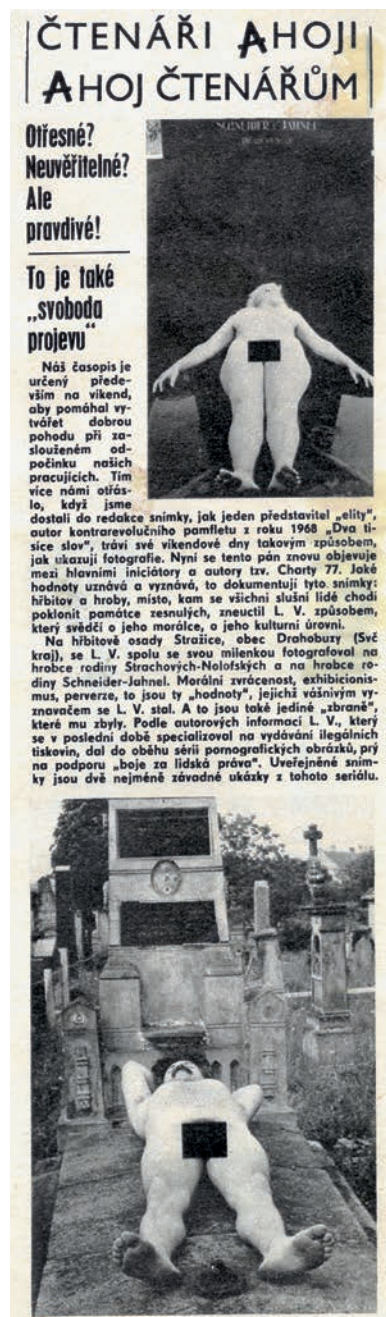 ČTENÁŘI AHOJI
AHOJ ČTENÁŘŮM
Otřesné?
Neuvěřitelné?
Ale
pravdivé!
To je také
„svoboda
projevu"
SCHNEIDER - JAHNEL
Náš časopis je
určený přede-
vším na víkend,
aby pomáhal vy-
tvářet dobrou
pohodu při za-
slouženém od-
počinku našich
pracujících. Tím
více námi otřás-
lo, když jsme
dostali do redakce snímky, jak jeden představitel „elity",
autor kontrarevolučního pamfletu z roku 1968 „Dva ti-
síce slov", tráví své víkendové dny takovým způsobem,
jak ukazují fotografie. Nyní se tento pán znovu objevuje
mezi hlavními iniciátory a autory tzv. Charty 77. Jaké
hodnoty uznává a vyznává, to dokumentují tyto snímky:
hřbitov a hroby, místo, kam se všichni slušní lidé chodí
poklonit památce zesnulých, zneuctil L. V. způsobem,
který svědčí o jeho morálce, o jeho kulturní úrovni.
Na hřbitově osady Stražice, obec Drahobuzy (Svč
kraj), se L. V. spolu se svou milenkou fotografoval na
hrobce rodiny Strachových-Nolofských a na hrobce ro-
diny Schneider-Jahnel. Morální zvrácenost, exhibicionis-
mus, perverze, to jsou ty „hodnoty", jejichž vášnivým vy-
znavačem se L. V. stal. A to jsou také jediné „zbraně",
které mu zbyly. Podle autorových informací L. V., který
se v poslední době specializoval na vydávání ilegálních
tiskovin, dal do oběhu sérii pornografických obrázků, prý
na podporu „boje za lidská práva". Uveřejněné sním-
ky jsou dvě nejméně závadné ukázky z tohoto seriálu.